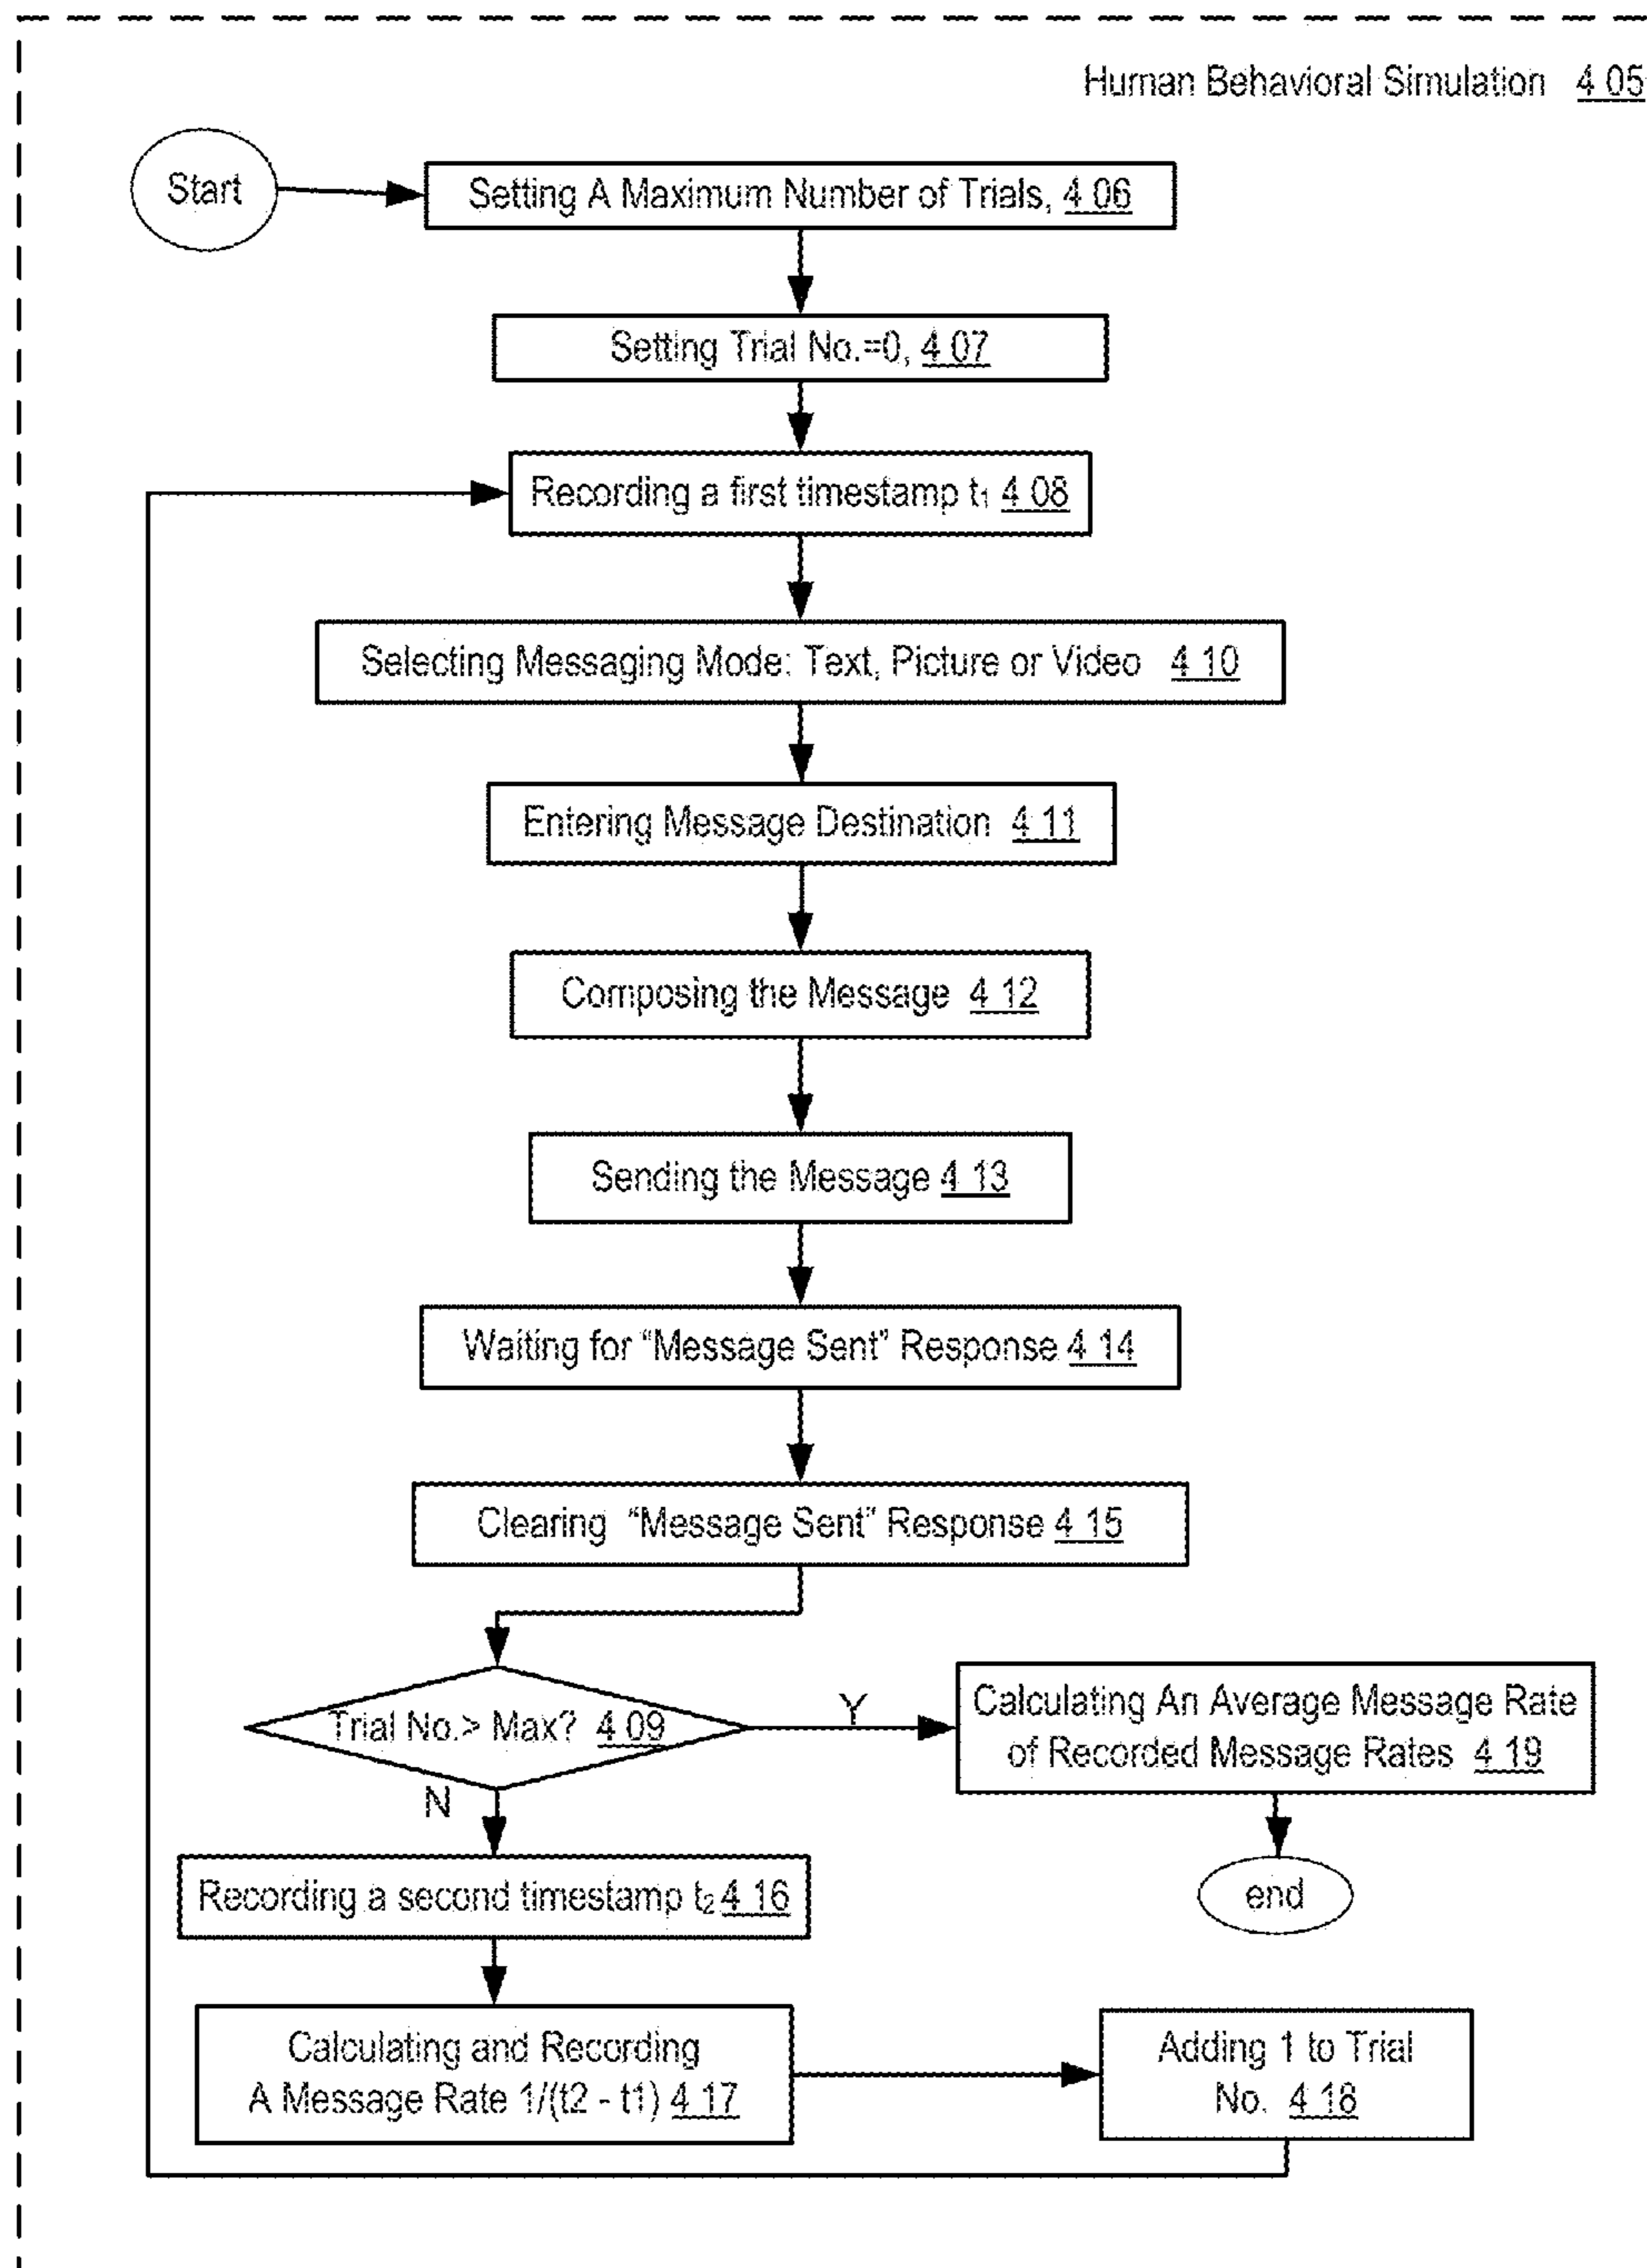 Human Behavioral Simulation 4 05
Start
Setting A Maximum Number of Trials, 4 06
Setting Trial No.=0, 4 07
Recording a first timestamp t₁ 4 08
Selecting Messaging Mode: Text, Picture or Video 4 10
Entering Message Destination 4 11
Composing the Message 4 12
Sending the Message 4 13
Waiting for “Message Sent” Response 4 14
Clearing “Message Sent” Response 4 15
Trial No.> Max? 4 09
Y
Calculating An Average Message Rate
of Recorded Message Rates 4 19
N
Recording a second timestamp t₂ 4 16
end
Calculating and Recording
A Message Rate 1/(t2 - t1) 4 17
Adding 1 to Trial
No. 4 18